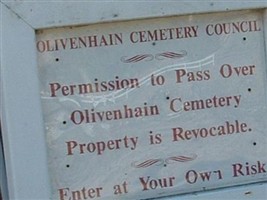 OLIVENHAIN CEMETERY COUNCIL
Permission to Pass Over
Olivenhain Cemetery
Property is Revocable.
Enter at Your Own Risk